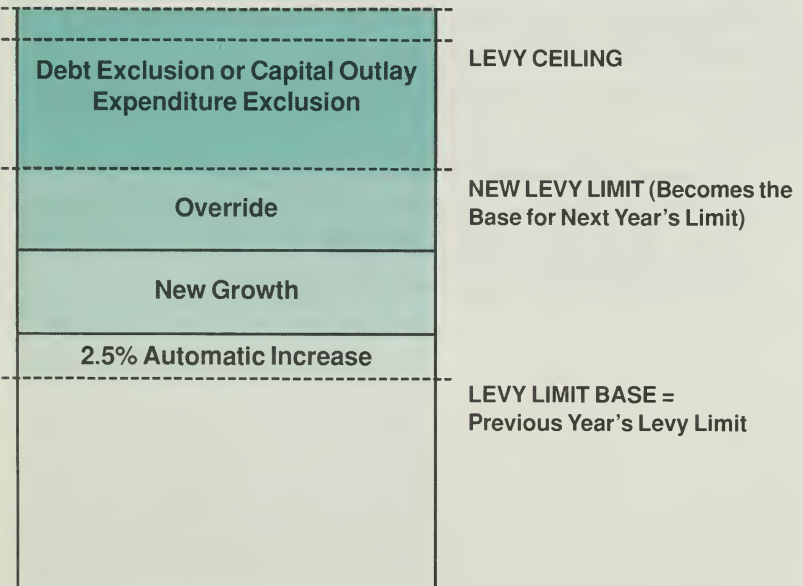 LEVY CEILING
Debt Exclusion or Capital Outlay
Expenditure Exclusion
NEW LEVY LIMIT (Becomes the
Base for Next Year's Limit)
Override
New Growth
2.5% Automatic Increase
LEVY LIMIT BASE =
Previous Year's Levy Limit